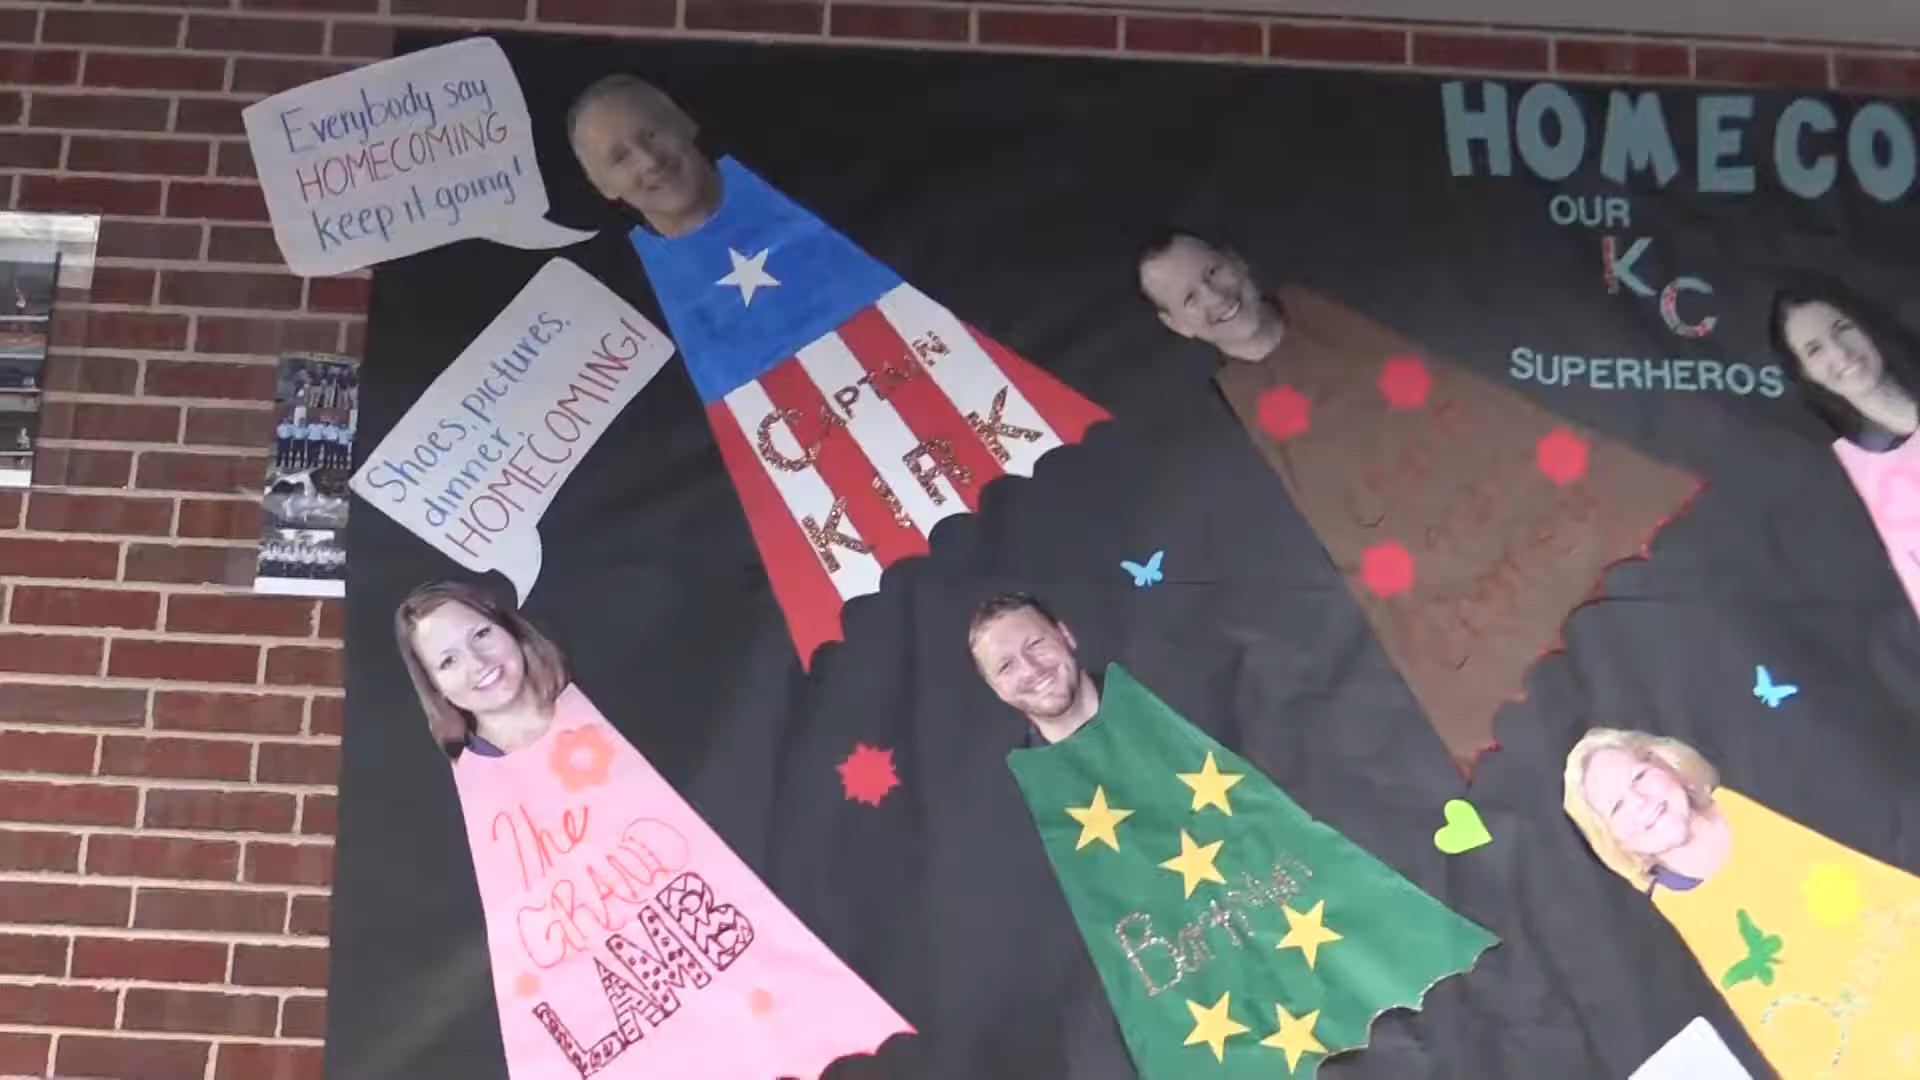 Everybody say
HOMECOMING
keep it going!
Shoes, pictures,
dinner,
HOMECOMING!
CAPTAIN
KIRK
HOMECO
OUR
KC
SUPERHEROS
The
GRAND
LAMB